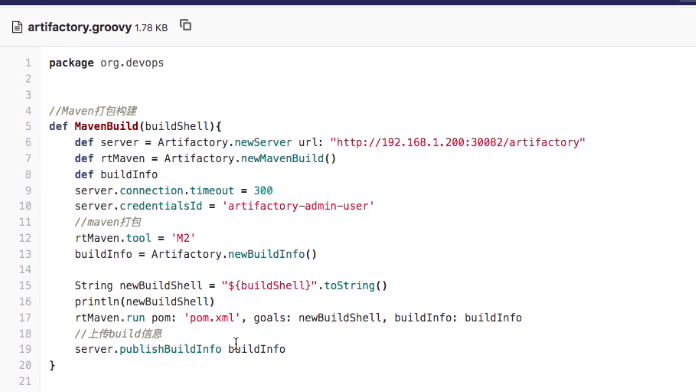 artifactory.groovy 1.78 KB
1 package org.devops
2
3
4 //Maven打包构建
5 def MavenBuild(buildShell){
6 def server = Artifactory.newServer url: "http://192.168.1.200:30082/artifactory"
7 def rtMaven = Artifactory.newMavenBuild()
8 def buildInfo
9 server.connection.timeout = 300
10 server.credentialsId = 'artifactory-admin-user'
11 //maven打包
12 rtMaven.tool = 'M2'
13 buildInfo = Artifactory.newBuildInfo()
14
15 String newBuildShell = "${buildShell}".toString()
16 println(newBuildShell)
17 rtMaven.run pom: 'pom.xml', goals: newBuildShell, buildInfo: buildInfo
18 //上传build信息
19 server.publishBuildInfo buildInfo
20 }
21